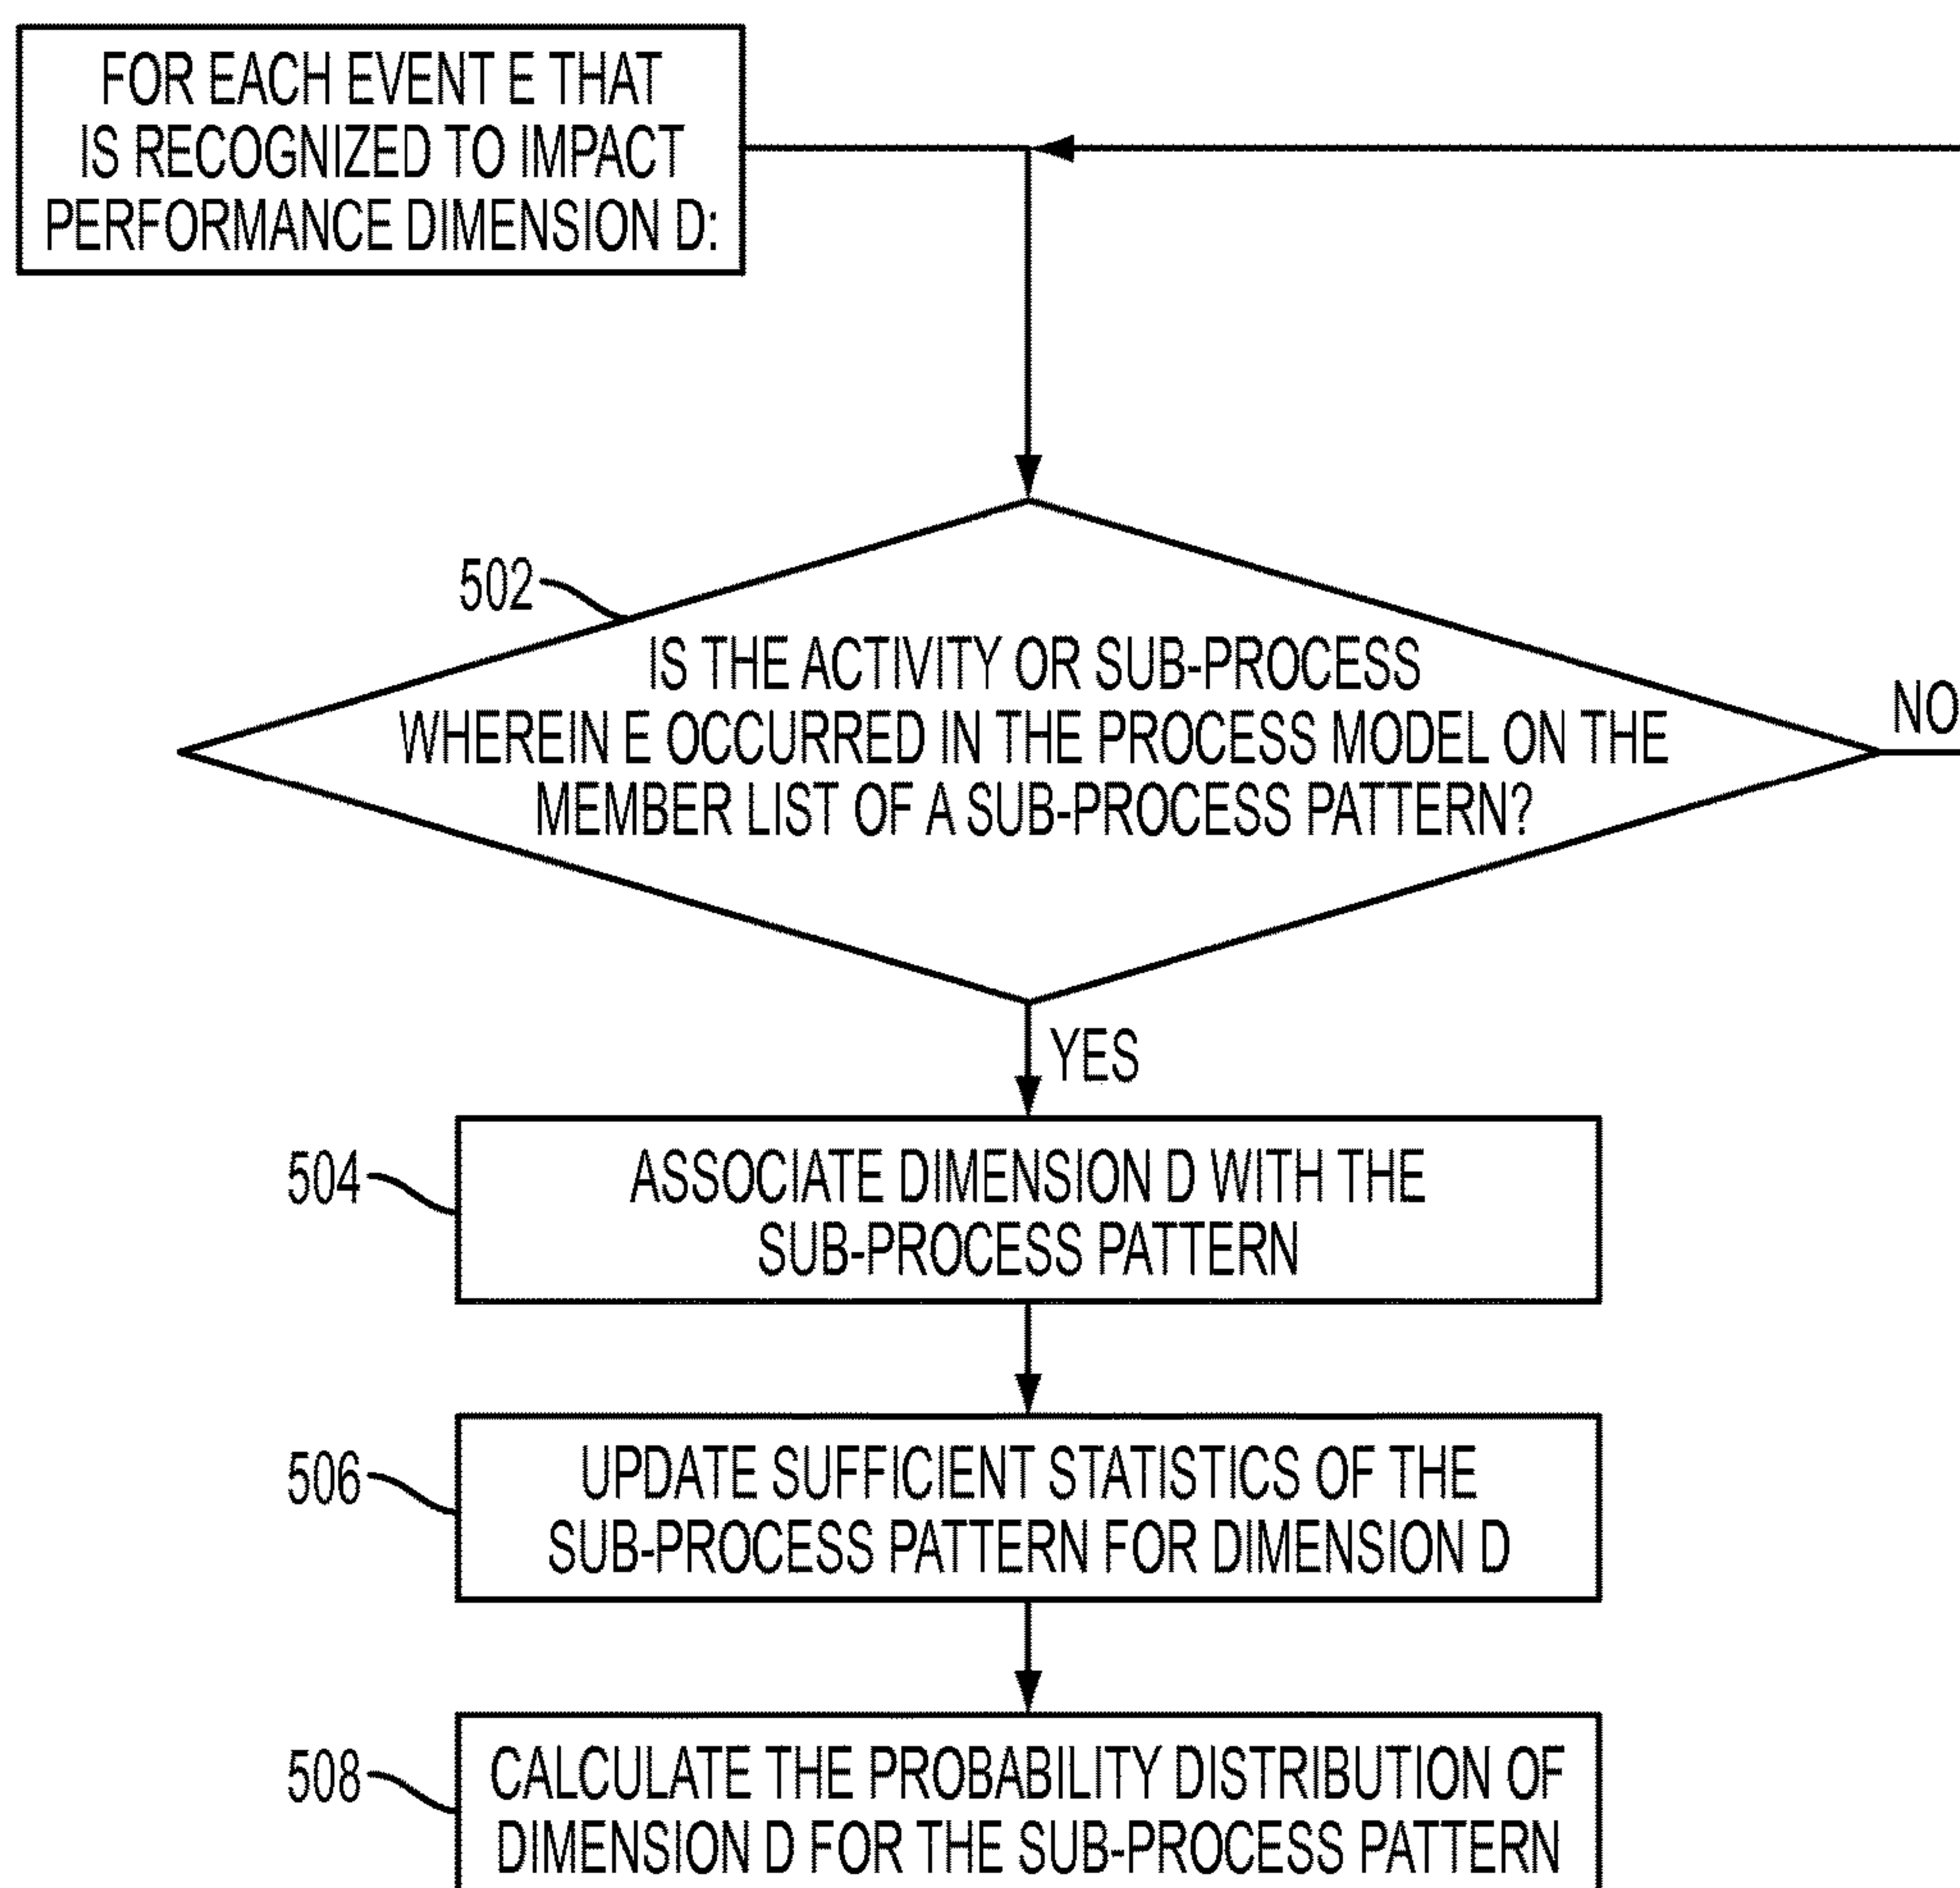 FOR EACH EVENT E THAT
IS RECOGNIZED TO IMPACT
PERFORMANCE DIMENSION D:
502
IS THE ACTIVITY OR SUB-PROCESS
WHEREIN E OCCURRED IN THE PROCESS MODEL ON THE
MEMBER LIST OF A SUB-PROCESS PATTERN?
NO
YES
504
ASSOCIATE DIMENSION D WITH THE
SUB-PROCESS PATTERN
506
UPDATE SUFFICIENT STATISTICS OF THE
SUB-PROCESS PATTERN FOR DIMENSION D
508
CALCULATE THE PROBABILITY DISTRIBUTION OF
DIMENSION D FOR THE SUB-PROCESS PATTERN